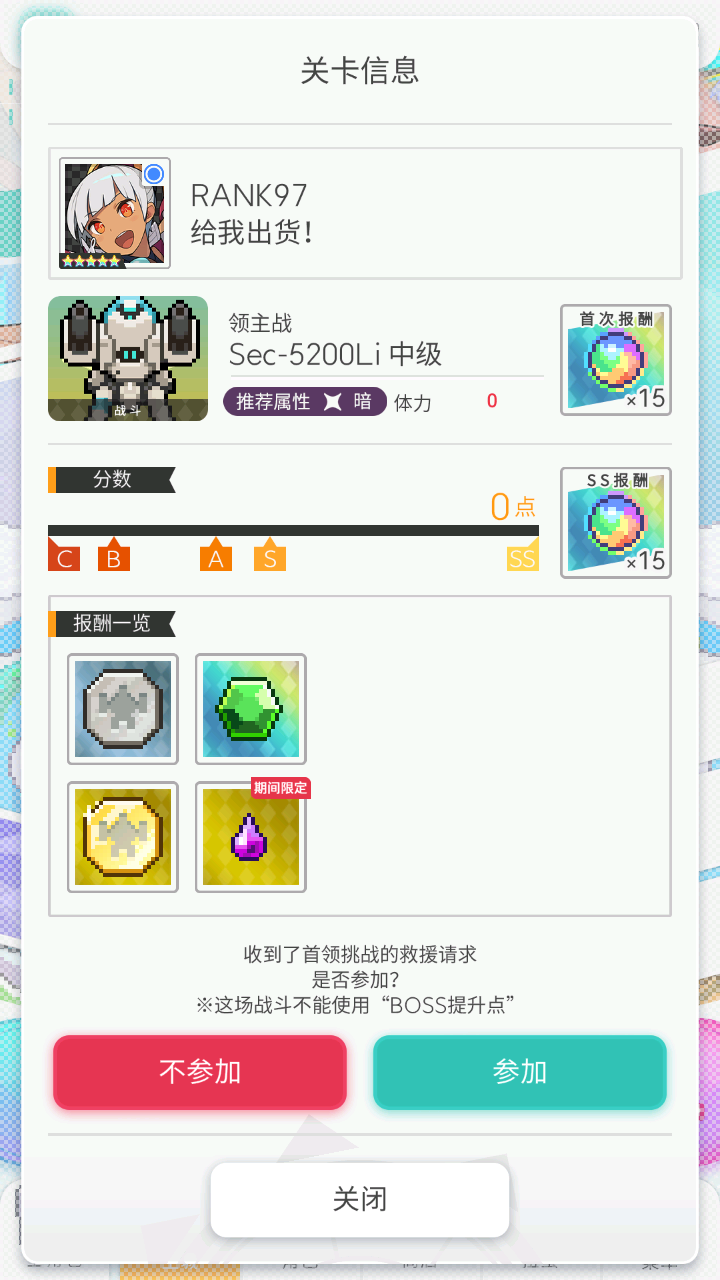 关卡信息
RANK97
给我出货!
领主战
Sec-5200Li 中级
战斗
推荐属性 暗 体力 0
首次报酬
×15
分数
0点
C B A S SS
SS报酬
×15
报酬一览
期间限定
收到了首领挑战的救援请求
是否参加?
※这场战斗不能使用“BOSS提升点”
不参加
参加
关闭